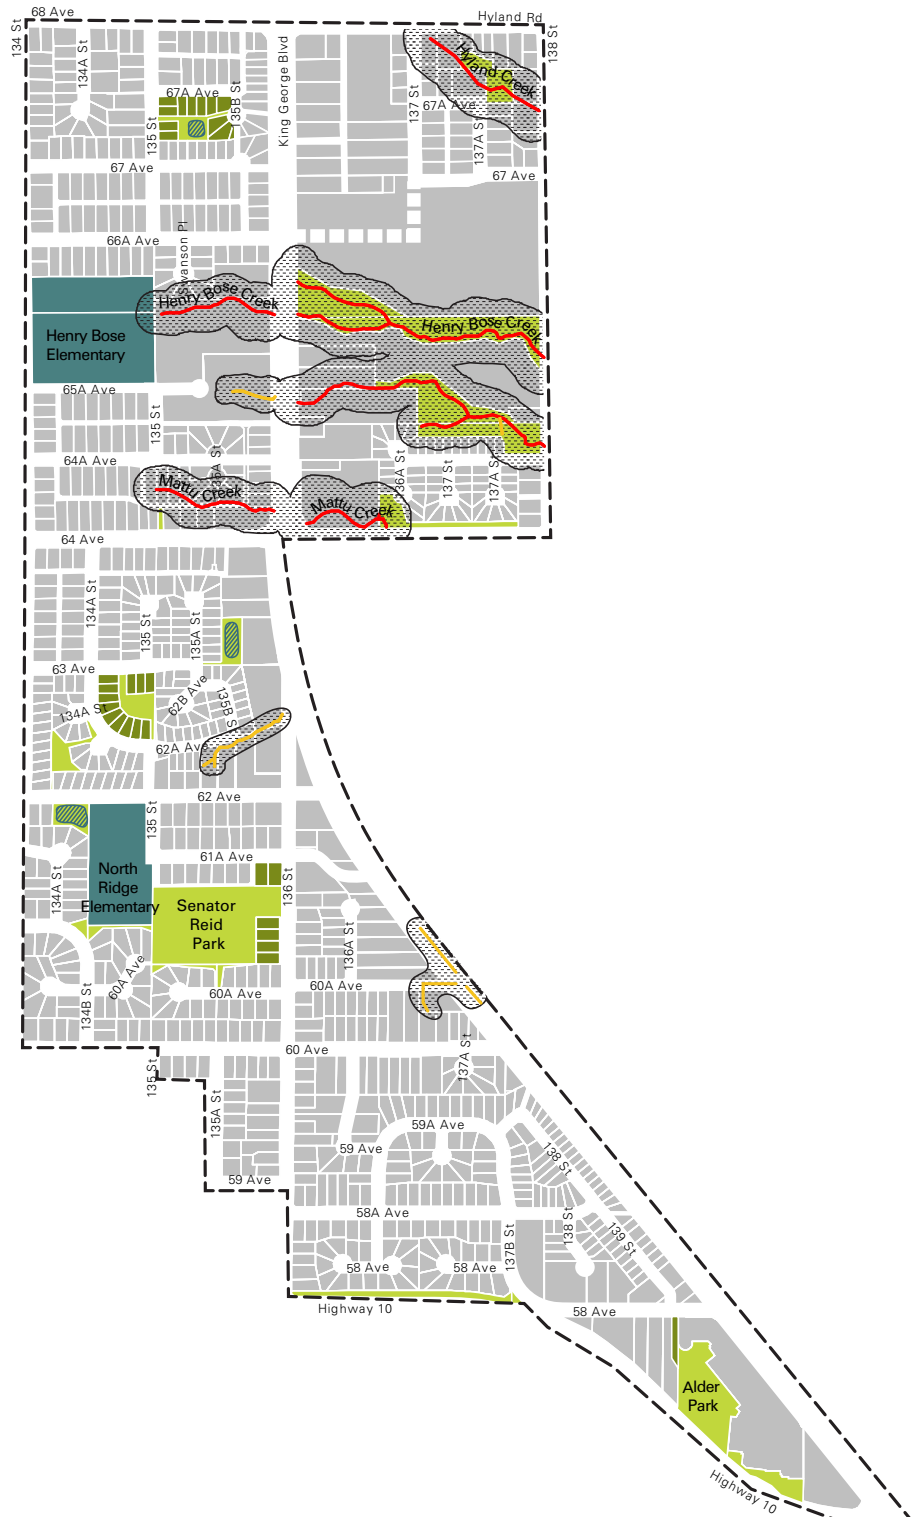 68 Ave
Hyland Rd
134 St
138 St
134A St
King George Blvd
Hyland Creek
67A Ave
135B St
137 St
67A Ave
135 St
137A St
67 Ave
67 Ave
66A Ave
Swanson Pl
Henry Bose Creek
Henry Bose Creek
Henry Bose
Elementary
65A Ave
135 St
64A Ave
137 St
137A St
Mattu Creek
Mattu Creek
64 Ave
134A St
135 St
135A St
63 Ave
62B Ave
135B St
134A St
62A Ave
62 Ave
135 St
61A Ave
North
Ridge
Elementary
134A St
136 St
Senator
Reid
Park
136A St
60A Ave
60A Ave
60A Ave
134B St
60 Ave
135 St
137A St
135A St
59A Ave
59 Ave
138 St
59 Ave
58A Ave
138 St
139 St
137B St
58 Ave
58 Ave
Highway 10
58 Ave
Alder
Park
Highway 10